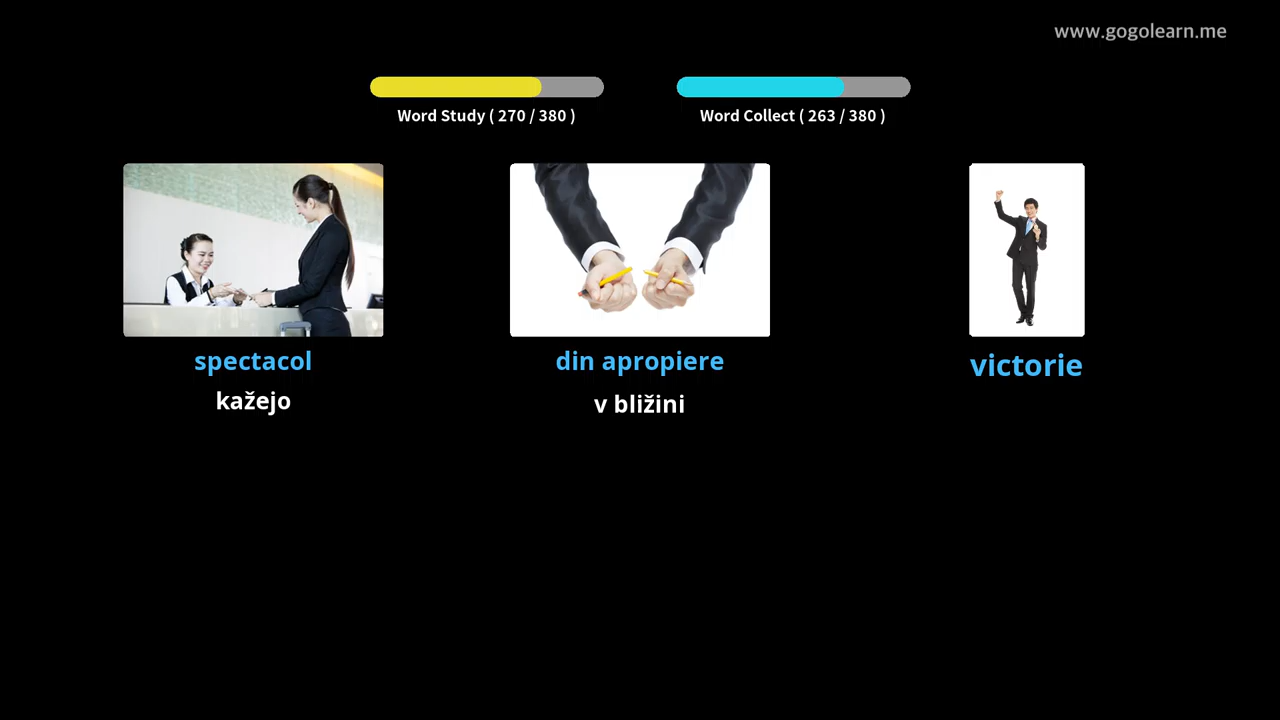 www.gogolearn.me
Word Study ( 270 / 380 )
Word Collect ( 263 / 380 )
spectacol
kažejo
din apropiere
v bližini
victorie